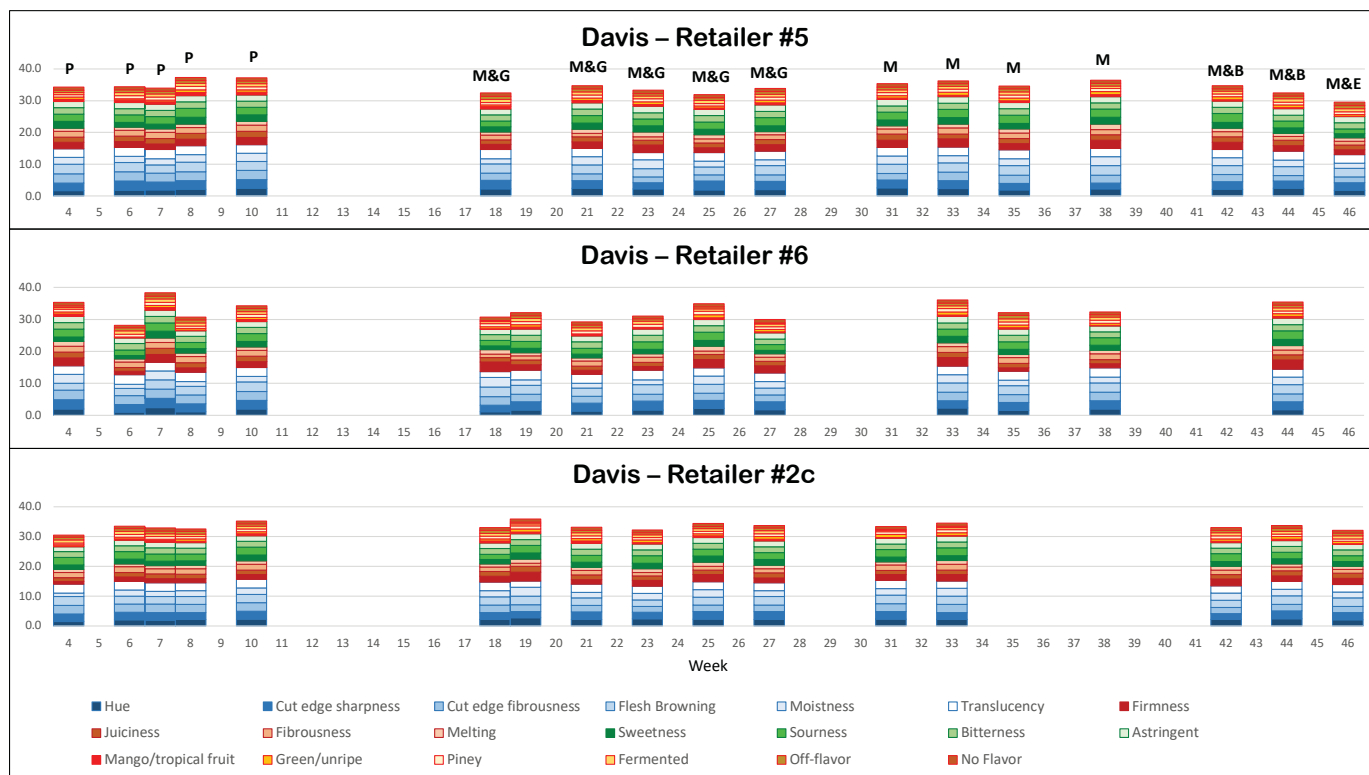 Davis – Retailer #5
P P P P P M&G M&G M&G M&G M&G M M M M M&B M&B M&E
40.0
30.0
20.0
10.0
0.0
4 5 6 7 8 9 10 11 12 13 14 15 16 17 18 19 20 21 22 23 24 25 26 27 28 29 30 31 32 33 34 35 36 37 38 39 40 41 42 43 44 45 46
Davis – Retailer #6
40.0
30.0
20.0
10.0
0.0
4 5 6 7 8 9 10 11 12 13 14 15 16 17 18 19 20 21 22 23 24 25 26 27 28 29 30 31 32 33 34 35 36 37 38 39 40 41 42 43 44 45 46
Davis – Retailer #2c
40.0
30.0
20.0
10.0
0.0
4 5 6 7 8 9 10 11 12 13 14 15 16 17 18 19 20 21 22 23 24 25 26 27 28 29 30 31 32 33 34 35 36 37 38 39 40 41 42 43 44 45 46
Week
Hue Cut edge sharpness Cut edge fibrousness Flesh Browning Moistness Translucency Firmness
Juiciness Fibrousness Melting Sweetness Sourness Bitterness Astringent
Mango/tropical fruit Green/unripe Piney Fermented Off-flavor No Flavor